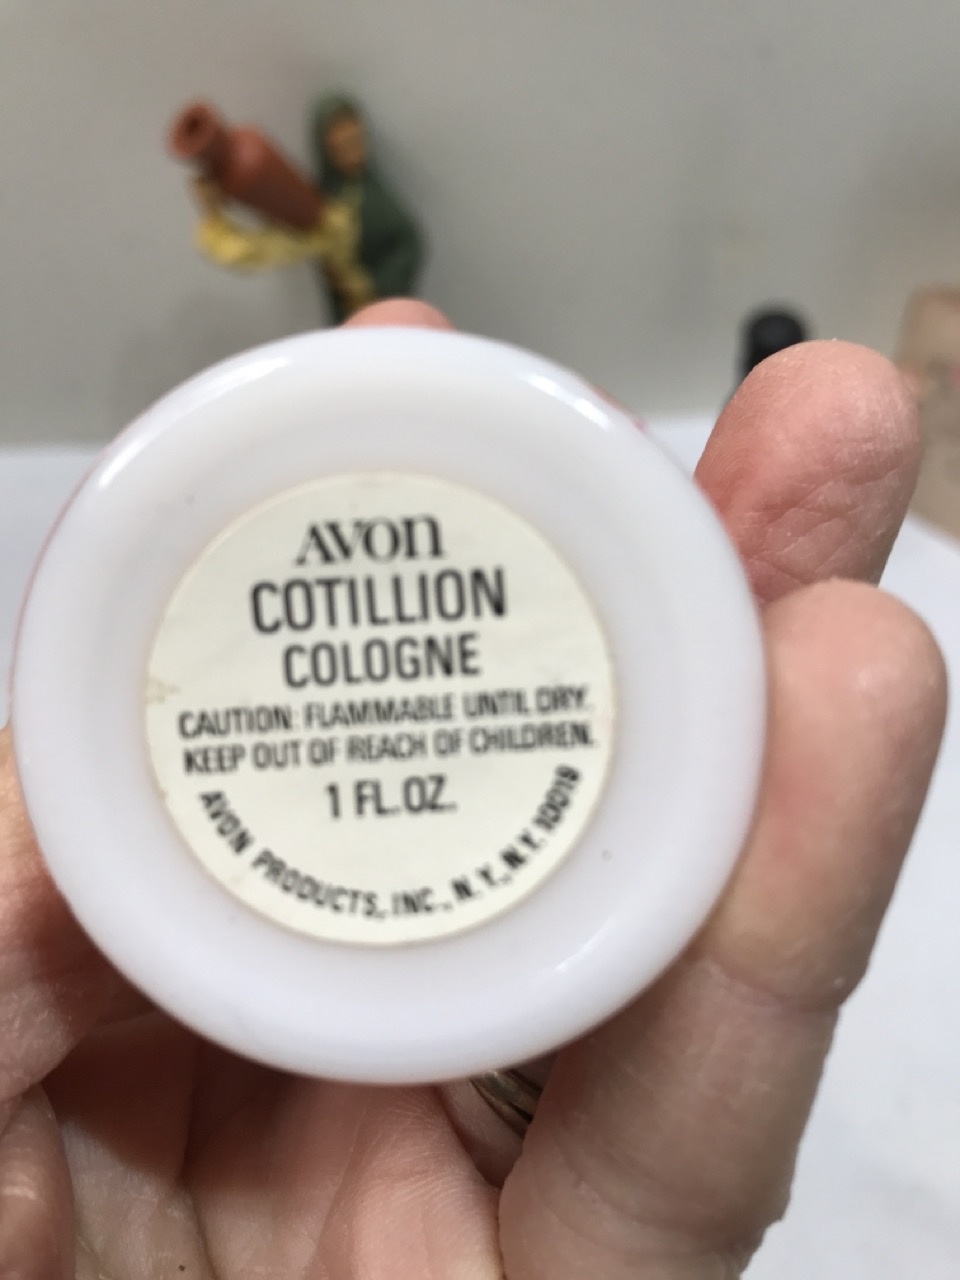 AVON
COTILLION
COLOGNE
CAUTION: FLAMMABLE UNTIL DRY.
KEEP OUT OF REACH OF CHILDREN.
1 FL. OZ.
AVON PRODUCTS, INC., N.Y., N.Y. 10019